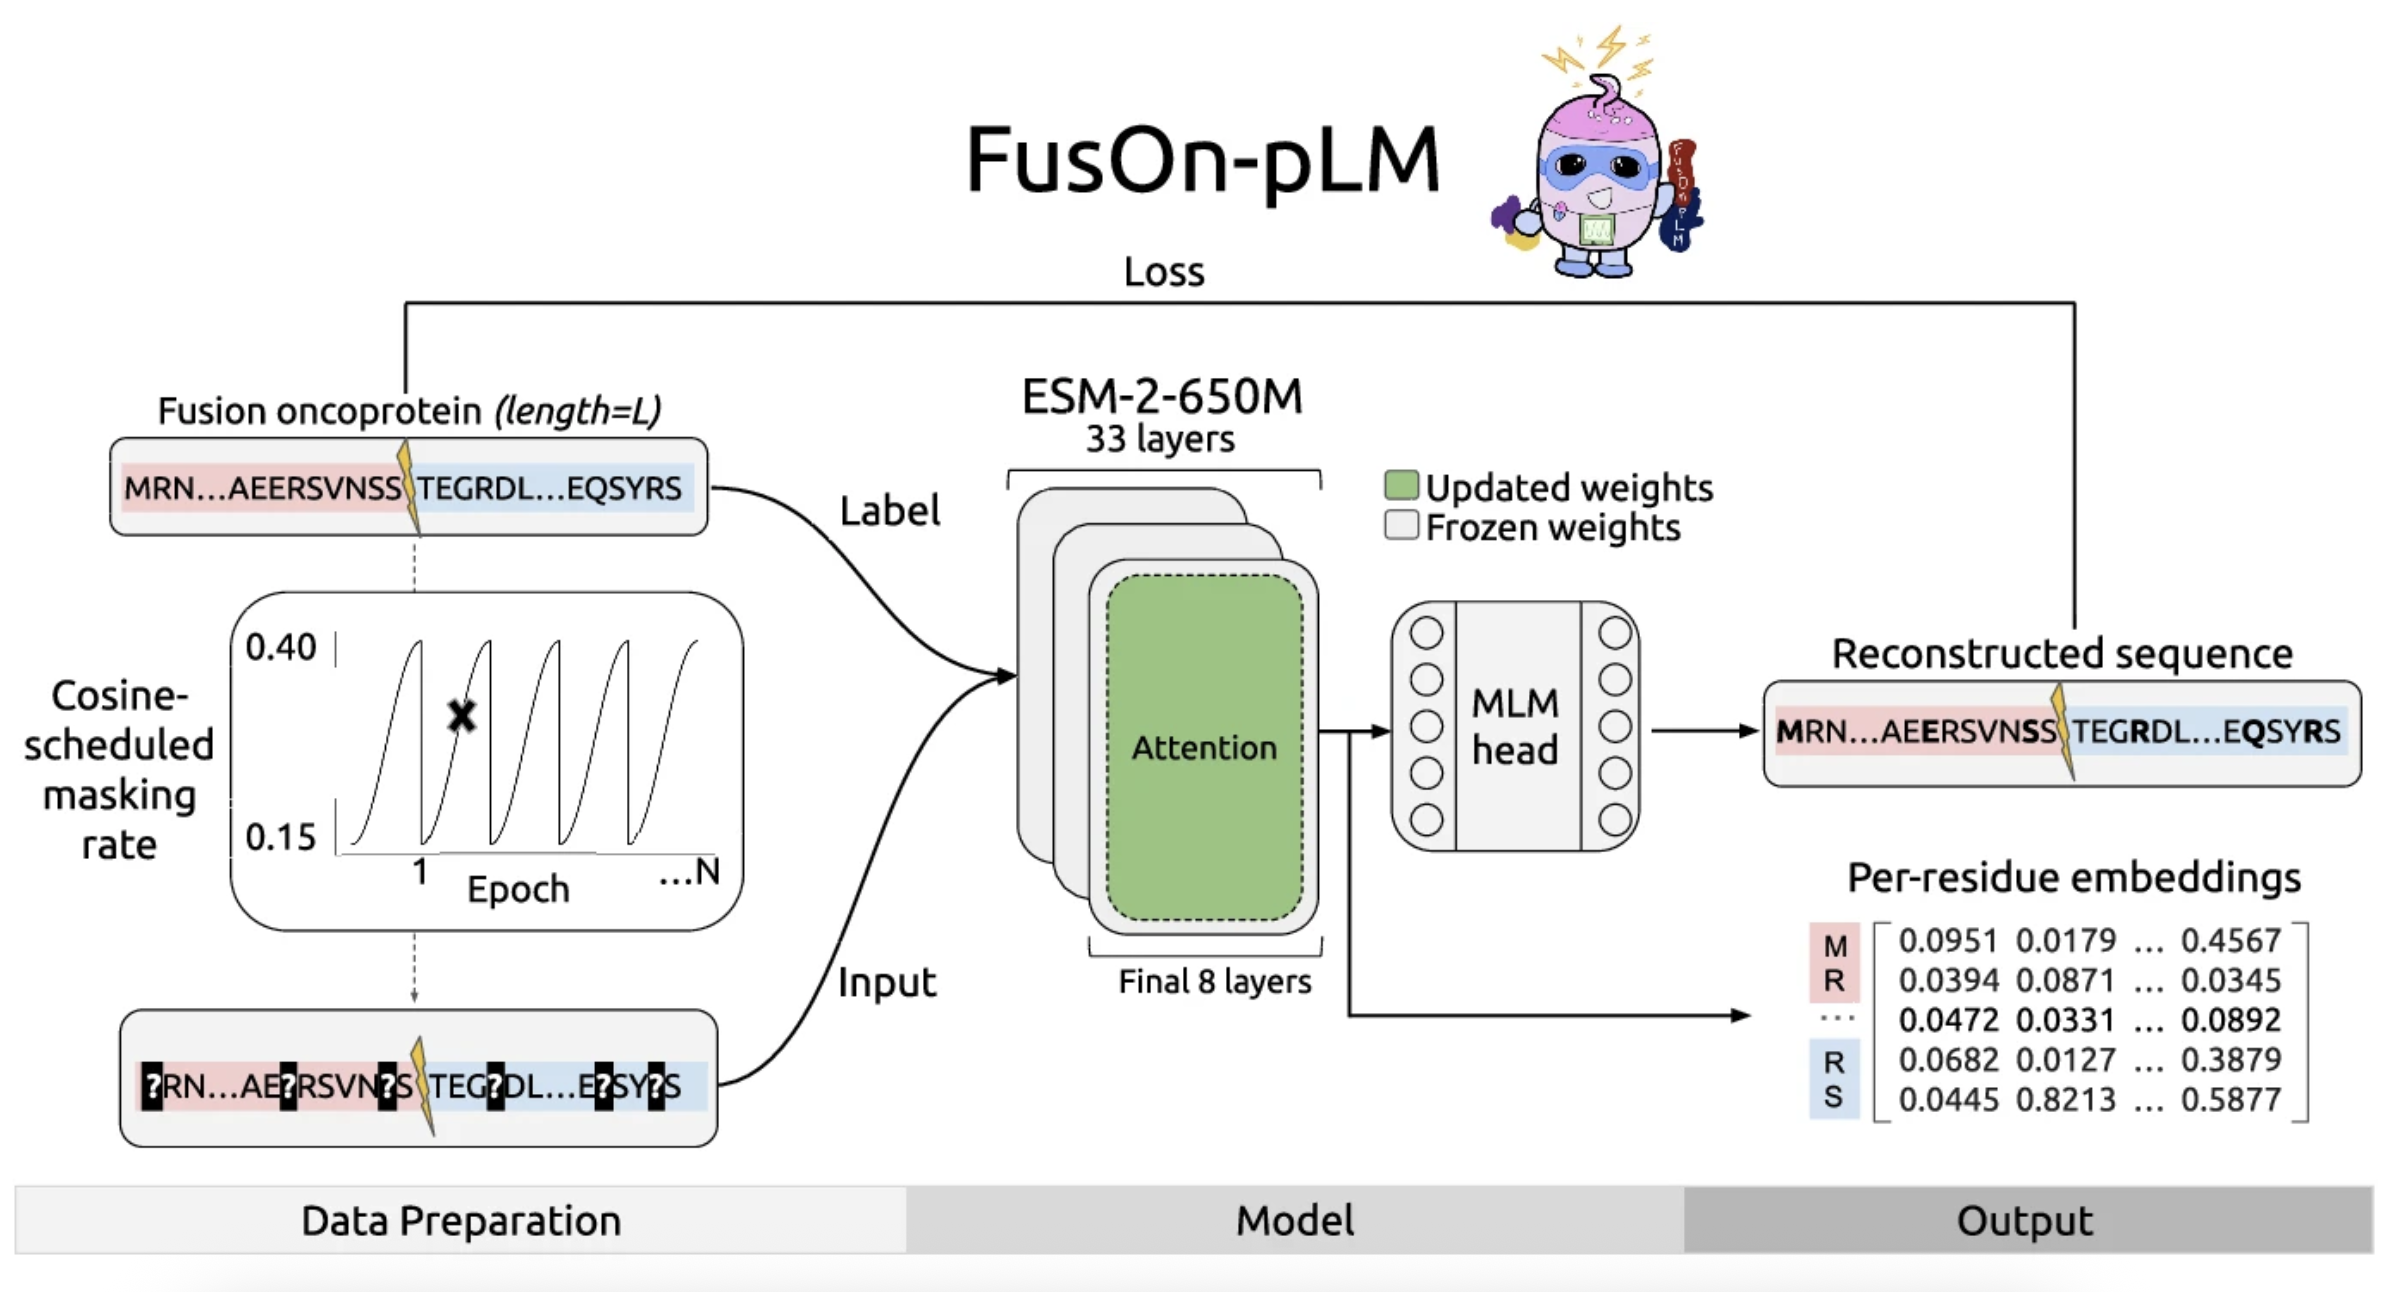 FusOn-pLM
FusOn pLM
Loss
Fusion oncoprotein (length=L)
MRN...AEERSVNSS TEGRDL...EQSYRS
Label
Cosine-
scheduled
masking
rate
0.40
0.15
1
...N
Epoch
?RN...AE?RSVN?S TEG?DL...E?SY?S
Input
ESM-2-650M
33 layers
Updated weights
Frozen weights
Attention
Final 8 layers
MLM
head
Reconstructed sequence
MRN...AEERSVNSS TEGRDL...EQSYRS
Per-residue embeddings
M 0.0951 0.0179 ... 0.4567
R 0.0394 0.0871 ... 0.0345
... 0.0472 0.0331 ... 0.0892
R 0.0682 0.0127 ... 0.3879
S 0.0445 0.8213 ... 0.5877
Data Preparation
Model
Output